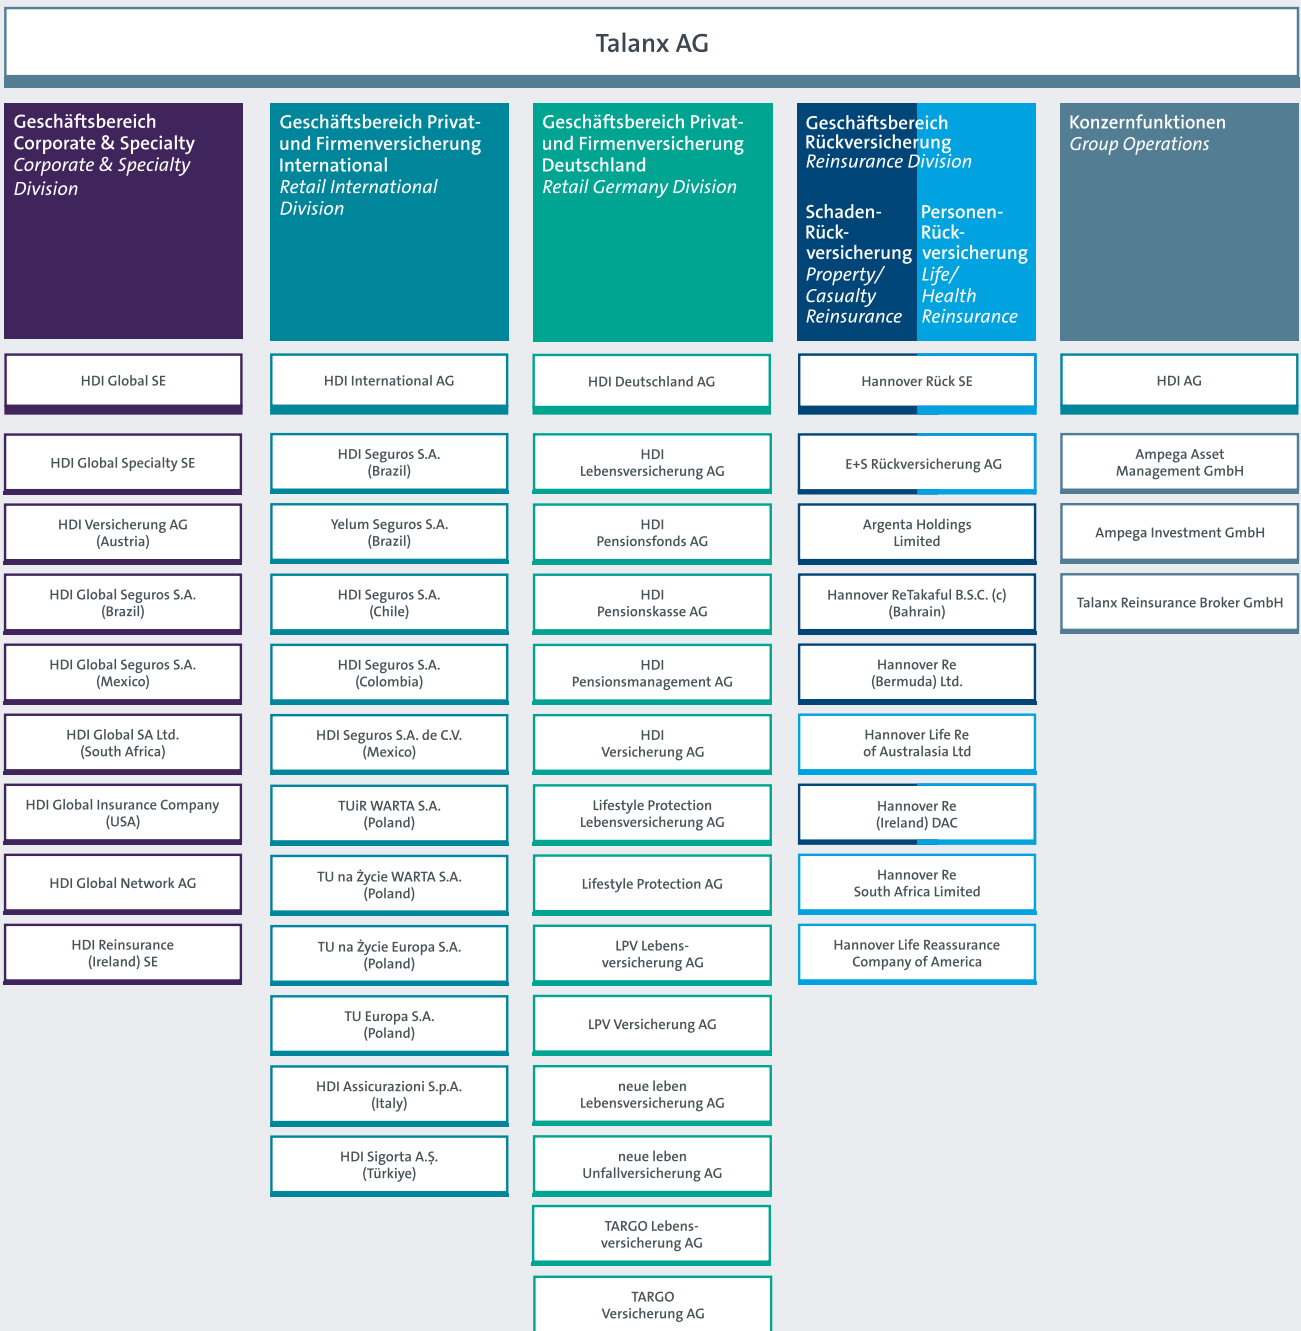 Talanx AG
Geschäftsbereich
Corporate & Specialty
Corporate & Specialty
Division
HDI Global SE
HDI Global Specialty SE
HDI Versicherung AG
(Austria)
HDI Global Seguros S.A.
(Brazil)
HDI Global Seguros S.A.
(Mexico)
HDI Global SA Ltd.
(South Africa)
HDI Global Insurance Company
(USA)
HDI Global Network AG
HDI Reinsurance
(Ireland) SE
Geschäftsbereich Privat-
und Firmenversicherung
International
Retail International
Division
HDI International AG
HDI Seguros S.A.
(Brazil)
Yelum Seguros S.A.
(Brazil)
HDI Seguros S.A.
(Chile)
HDI Seguros S.A.
(Colombia)
HDI Seguros S.A. de C.V.
(Mexico)
TUiR WARTA S.A.
(Poland)
TU na Życie WARTA S.A.
(Poland)
TU na Życie Europa S.A.
(Poland)
TU Europa S.A.
(Poland)
HDI Assicurazioni S.p.A.
(Italy)
HDI Sigorta A.Ş.
(Türkiye)
Geschäftsbereich Privat-
und Firmenversicherung
Deutschland
Retail Germany Division
HDI Deutschland AG
HDI
Lebensversicherung AG
HDI
Pensionsfonds AG
HDI
Pensionskasse AG
HDI
Pensionsmanagement AG
HDI
Versicherung AG
Lifestyle Protection
Lebensversicherung AG
Lifestyle Protection AG
LPV Lebens-
versicherung AG
LPV Versicherung AG
neue leben
Lebensversicherung AG
neue leben
Unfallversicherung AG
TARGO Lebens-
versicherung AG
TARGO
Versicherung AG
Geschäftsbereich
Rückversicherung
Reinsurance Division
Schaden-
Rück-
versicherung
Property/
Casualty
Reinsurance
Personen-
Rück-
versicherung
Life/
Health
Reinsurance
Hannover Rück SE
E+S Rückversicherung AG
Argenta Holdings
Limited
Hannover ReTakaful B.S.C. (c)
(Bahrain)
Hannover Re
(Bermuda) Ltd.
Hannover Life Re
of Australasia Ltd
Hannover Re
(Ireland) DAC
Hannover Re
South Africa Limited
Hannover Life Reassurance
Company of America
Konzernfunktionen
Group Operations
HDI AG
Ampega Asset
Management GmbH
Ampega Investment GmbH
Talanx Reinsurance Broker GmbH